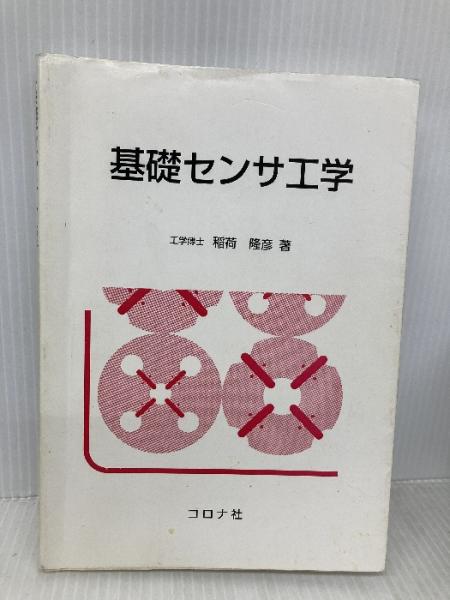 基礎センサ工学
工学博士 稲荷 隆彦 著
コロナ社